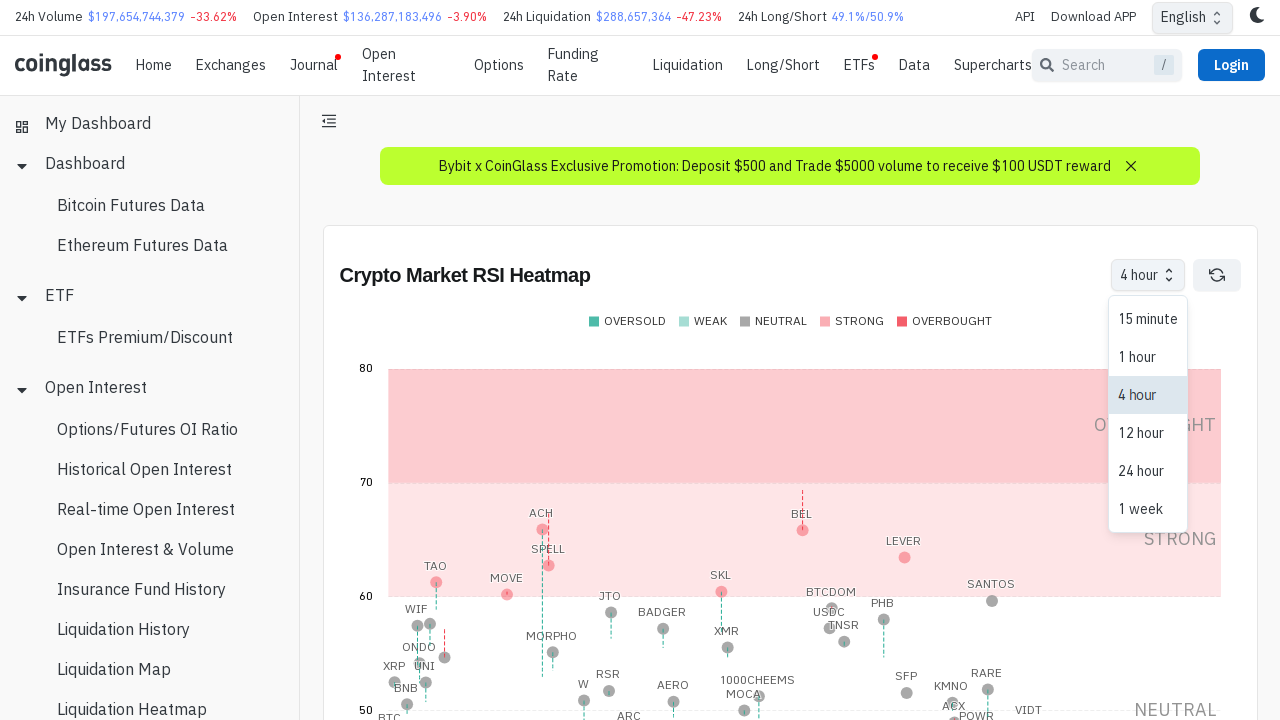 24h Volume $197,654,744,379 -33.62% Open Interest $136,287,183,496 -3.90% 24h Liquidation $288,657,364 -47.23% 24h Long/Short 49.1%/50.9% API Download APP English
coinglass Home Exchanges Journal Open Interest Options Funding Rate Liquidation Long/Short ETFs Data Supercharts Search / Login
My Dashboard
Dashboard
Bitcoin Futures Data
Ethereum Futures Data
ETF
ETFs Premium/Discount
Open Interest
Options/Futures OI Ratio
Historical Open Interest
Real-time Open Interest
Open Interest & Volume
Insurance Fund History
Liquidation History
Liquidation Map
Liquidation Heatmap
Bybit x CoinGlass Exclusive Promotion: Deposit $500 and Trade $5000 volume to receive $100 USDT reward
Crypto Market RSI Heatmap
4 hour
15 minute
1 hour
4 hour
12 hour
24 hour
1 week
OVERSOLD WEAK NEUTRAL STRONG OVERBOUGHT
80
70
ACH BEL
STRONG
SPELL LEVER
TAO MOVE SKL SANTOS
60
JTO BTCDOM PHB
WIF BADGER USDC
TNSR
MORPHO XMR
ONDO
XRP UNI RSR 1000CHEEMS SFP RARE
BNB W AERO MOCA KMNO
ACX VIDT NEUTRAL
BTC ARC POWR